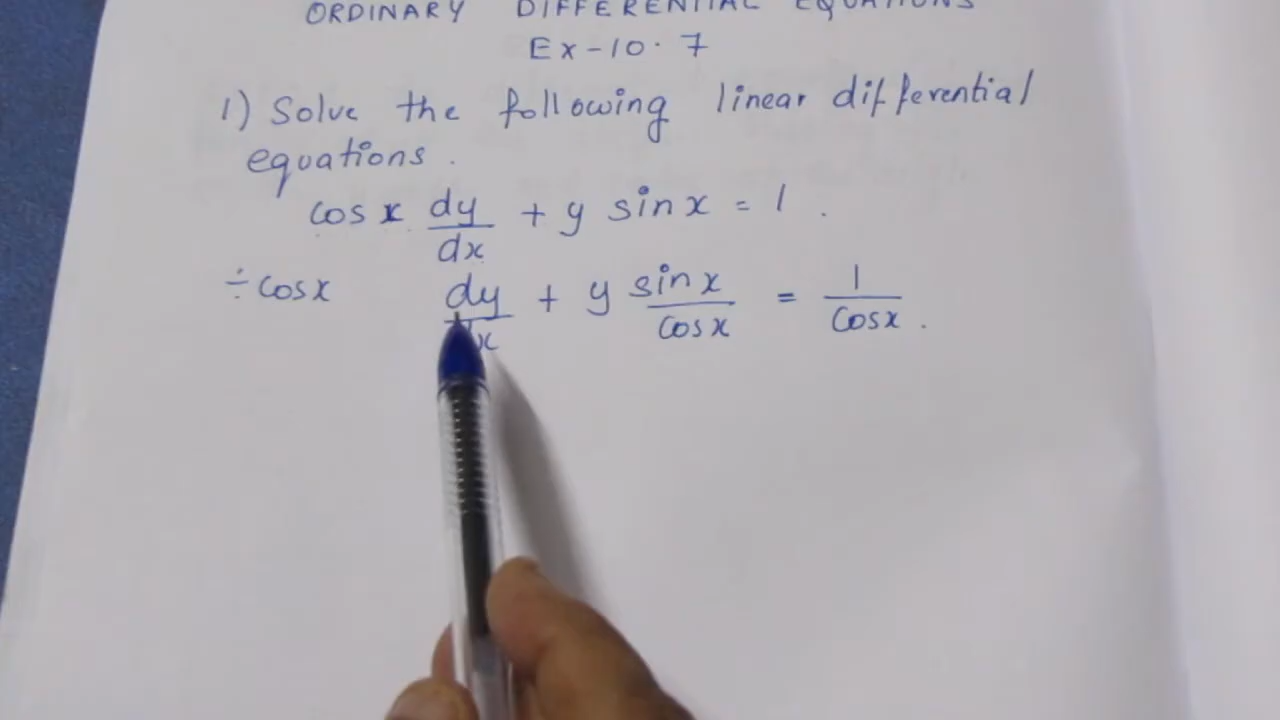 ORDINARY DIFFERENTIAL EQUATIONS
Ex-10.7
1) Solve the following linear differential
equations.
cos x dy/dx + y sin x = 1.
÷ cos x dy/dx + y sin x/cos x = 1/cos x.